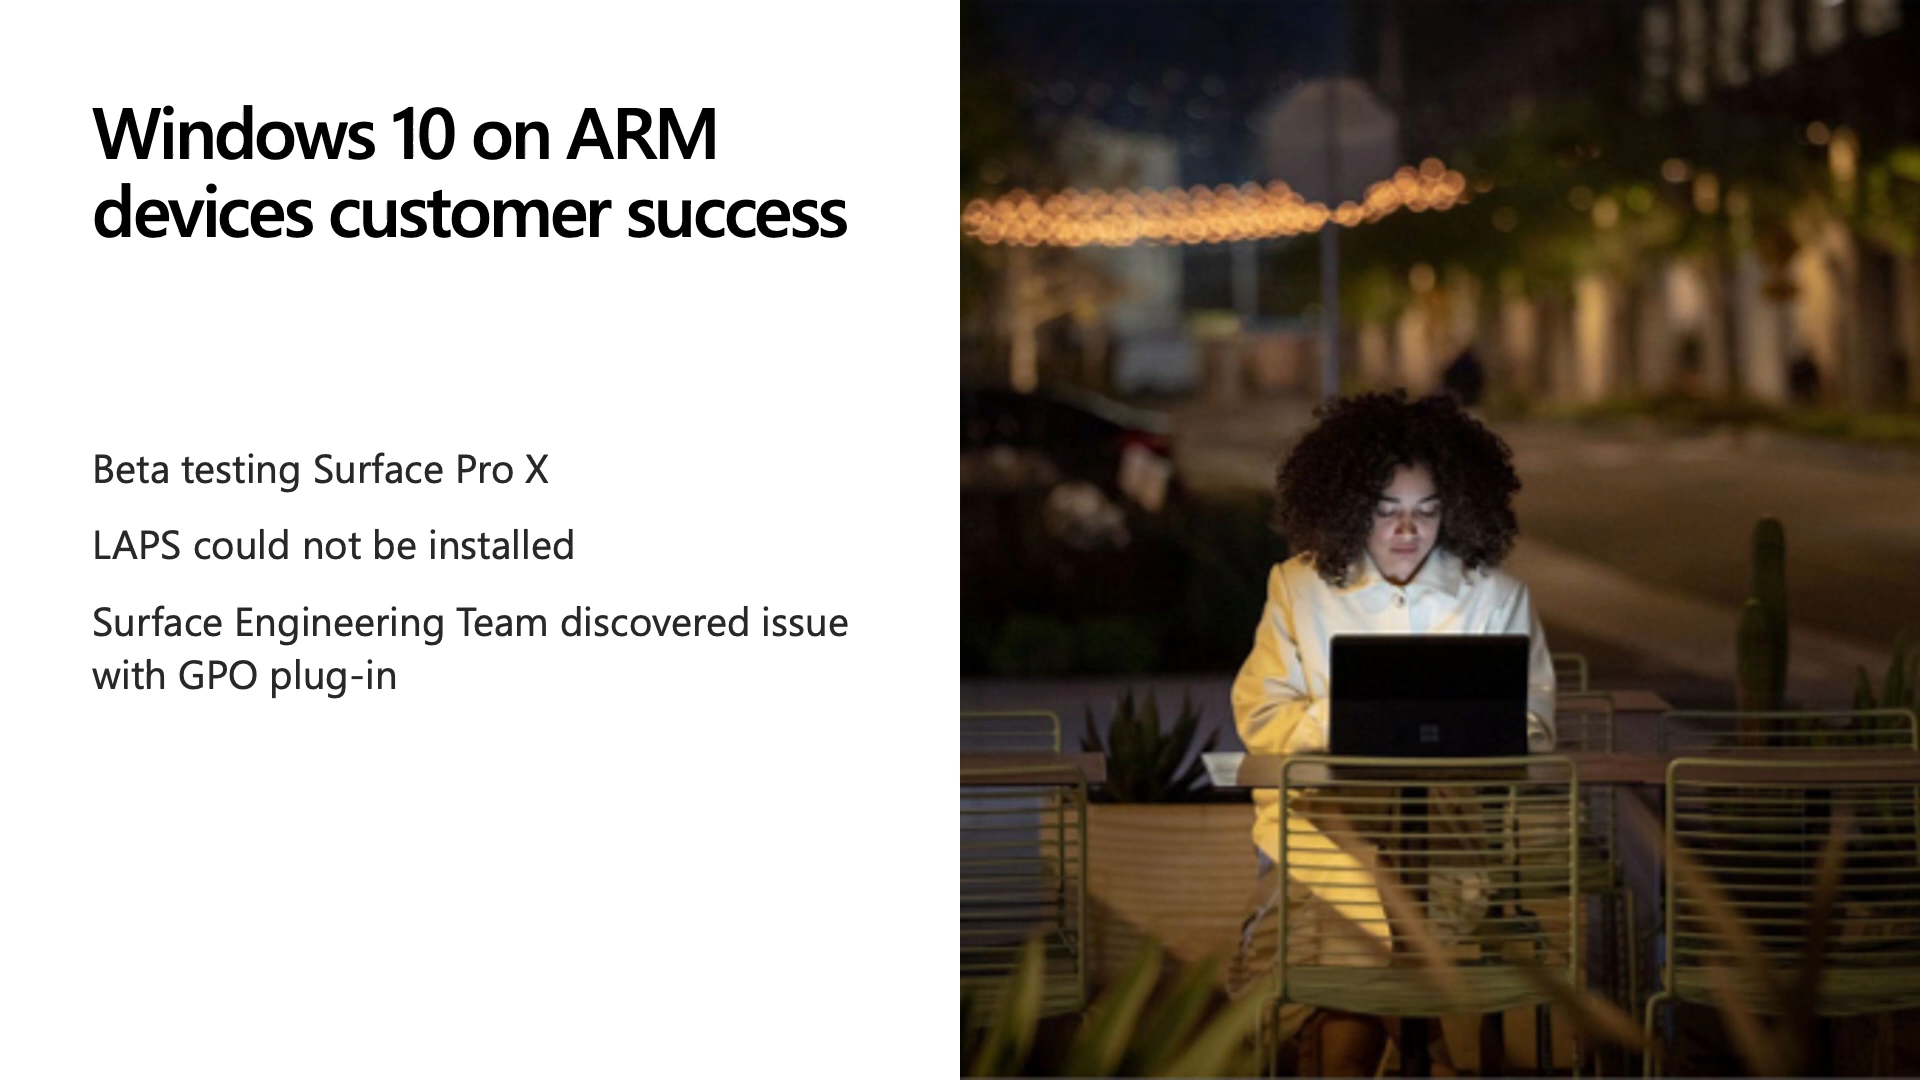 Windows 10 on ARM
devices customer success
Beta testing Surface Pro X
LAPS could not be installed
Surface Engineering Team discovered issue
with GPO plug-in